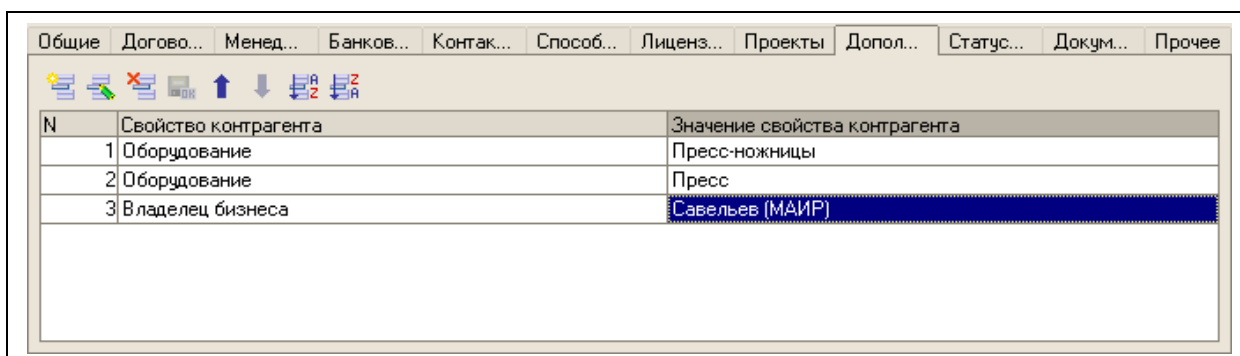 Общие Догово... Менед... Банков... Контак... Способ... Лиценз... Проекты Допол... Статус... Докум... Прочее
N Свойство контрагента Значение свойства контрагента
1 Оборудование Пресс-ножницы
2 Оборудование Пресс
3 Владелец бизнеса Савельев (МАИР)